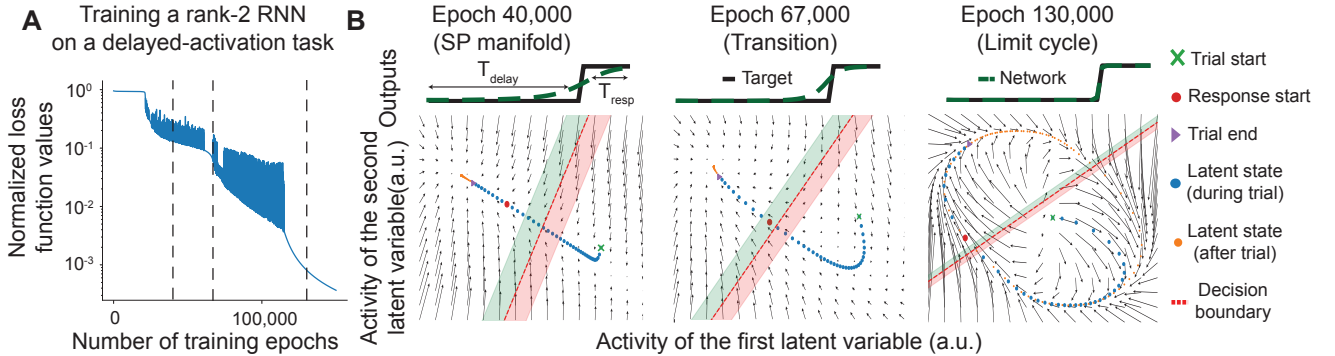 A
Training a rank-2 RNN
on a delayed-activation task
Normalized loss
function values
10⁰
10⁻¹
10⁻²
10⁻³
0
100,000
Number of training epochs
B
Epoch 40,000
(SP manifold)
Epoch 67,000
(Transition)
Epoch 130,000
(Limit cycle)
Outputs
T_delay
T_resp
Target
Network
Activity of the second
latent variable(a.u.)
Activity of the first latent variable (a.u.)
Trial start
Response start
Trial end
Latent state
(during trial)
Latent state
(after trial)
Decision
boundary